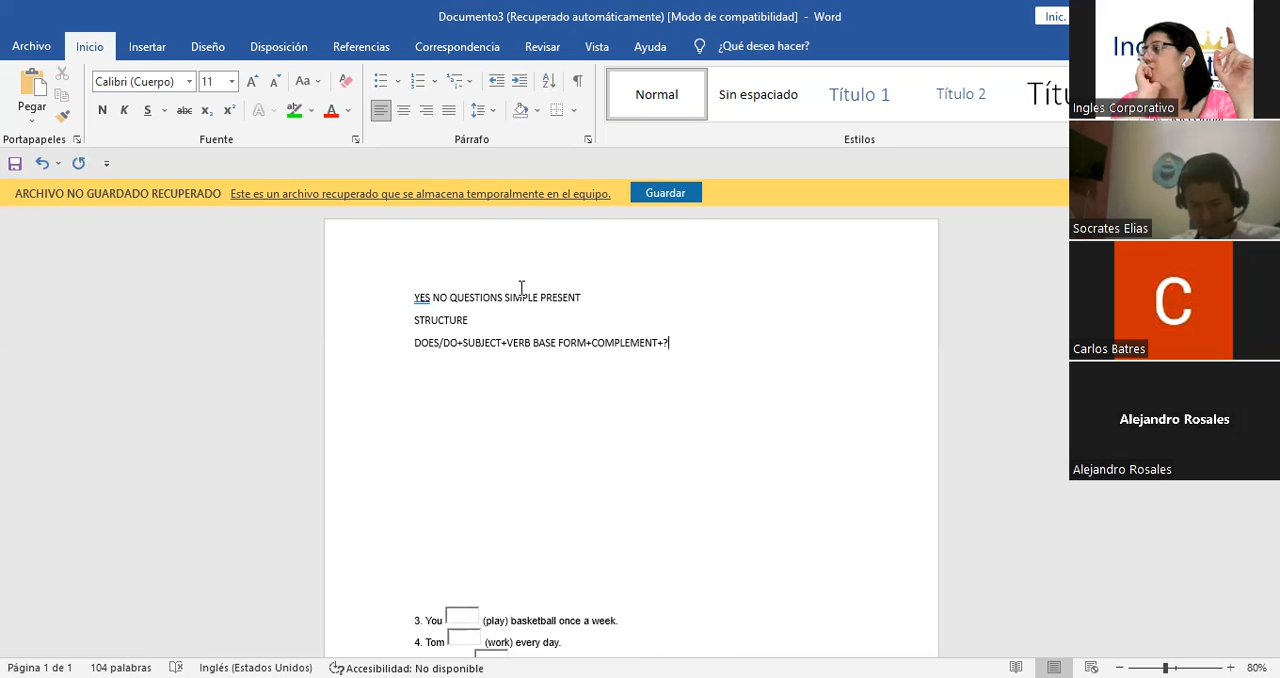 Documento3 (Recuperado automáticamente) [Modo de compatibilidad] - Word
Inic.
Archivo Inicio Insertar Diseño Disposición Referencias Correspondencia Revisar Vista Ayuda ¿Qué desea hacer?
Pegar
Calibri (Cuerpo) 11
Normal Sin espaciado Título 1 Título 2
Portapapeles Fuente Párrafo Estilos
ARCHIVO NO GUARDADO RECUPERADO Este es un archivo recuperado que se almacena temporalmente en el equipo. Guardar
YES NO QUESTIONS SIMPLE PRESENT
STRUCTURE
DOES/DO+SUBJECT+VERB BASE FORM+COMPLEMENT+?
3. You (play) basketball once a week.
4. Tom (work) every day.
Página 1 de 1 104 palabras Inglés (Estados Unidos) Accesibilidad: No disponible 80%
Ingles Corporativo
Socrates Elias
C
Carlos Batres
Alejandro Rosales
Alejandro Rosales